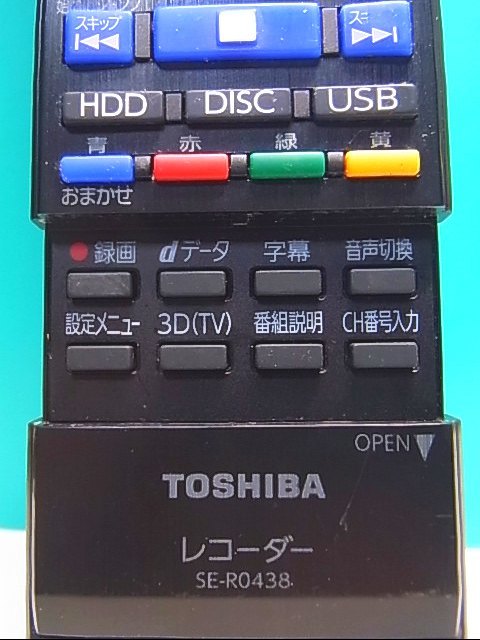 スキップ
HDD DISC USB
青 赤 緑 黄
おまかせ
録画 dデータ 字幕 音声切換
設定メニュー 3D(TV) 番組説明 CH番号入力
OPEN
TOSHIBA
レコーダー
SE-R0438